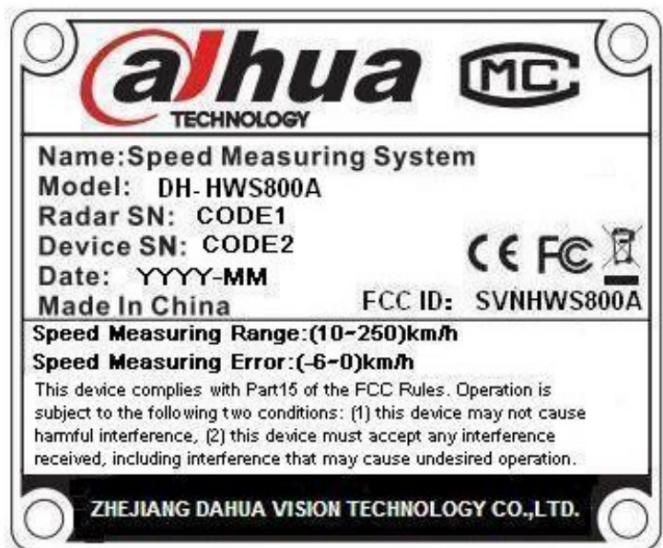 alhua
TECHNOLOGY
MC
Name:Speed Measuring System
Model: DH-HWS800A
Radar SN: CODE1
Device SN: CODE2
Date: YYYY-MM
CE FC
Made In China FCC ID: SVNHWS800A
Speed Measuring Range:(10~250)km/h
Speed Measuring Error:(-6~0)km/h
This device complies with Part15 of the FCC Rules. Operation is
subject to the following two conditions: (1) this device may not cause
harmful interference, (2) this device must accept any interference
received, including interference that may cause undesired operation.
ZHEJIANG DAHUA VISION TECHNOLOGY CO.,LTD.